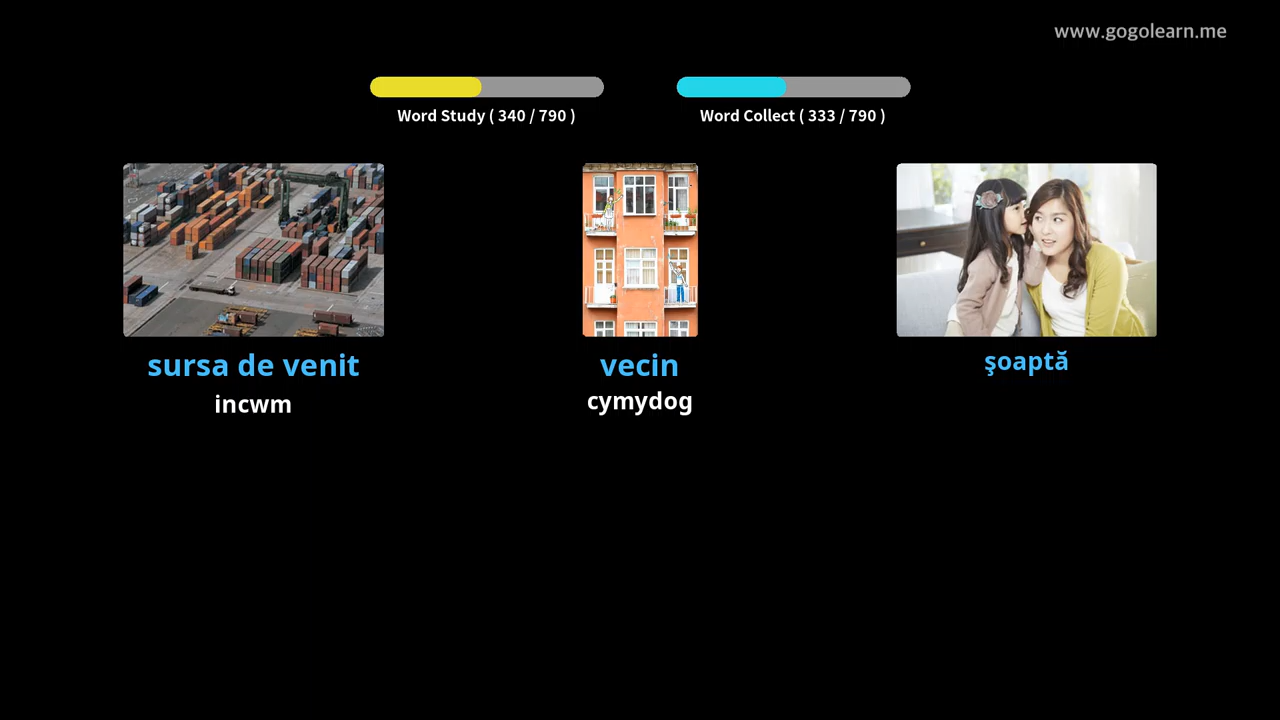 www.gogolearn.me
Word Study ( 340 / 790 )
Word Collect ( 333 / 790 )
sursa de venit
incwm
vecin
cymydog
şoaptă